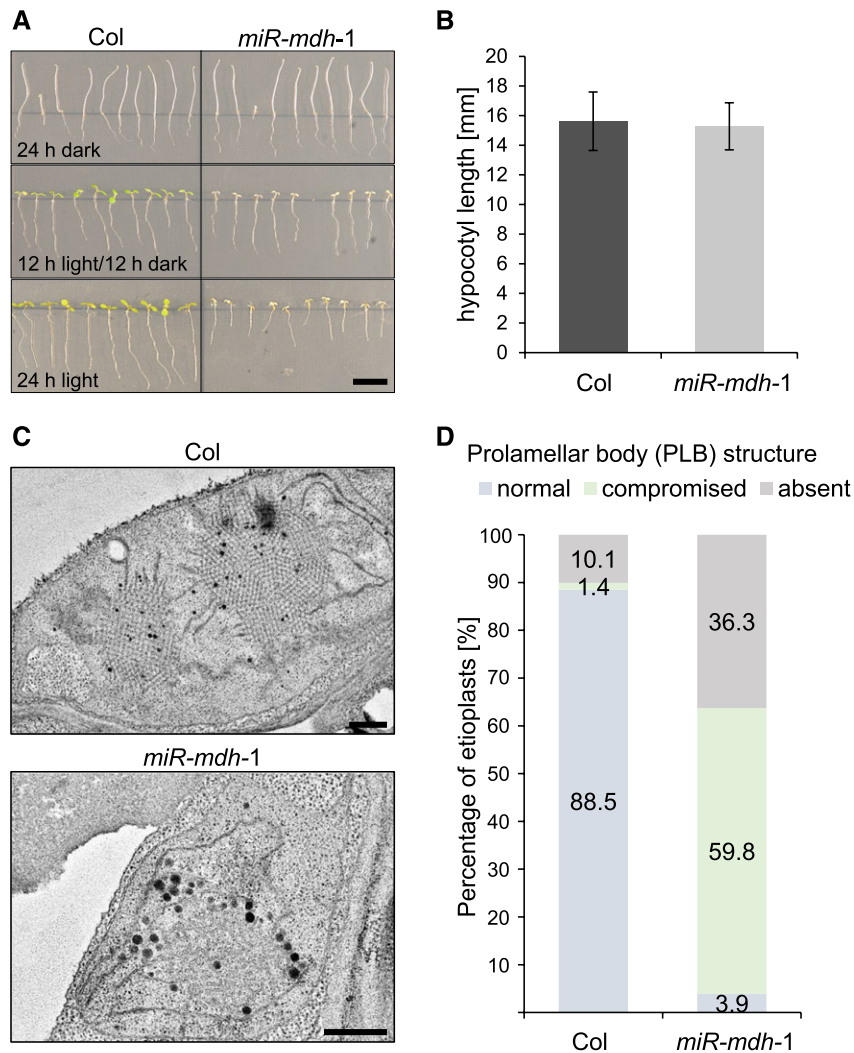 A
Col
miR-mdh-1
24 h dark
12 h light/12 h dark
24 h light
B
hypocotyl length [mm]
20
18
16
14
12
10
8
6
4
2
0
Col
miR-mdh-1
C
Col
miR-mdh-1
D
Prolamellar body (PLB) structure
normal compromised absent
Percentage of etioplasts [%]
100
90
80
70
60
50
40
30
20
10
10.1
1.4
88.5
36.3
59.8
3.9
Col
miR-mdh-1